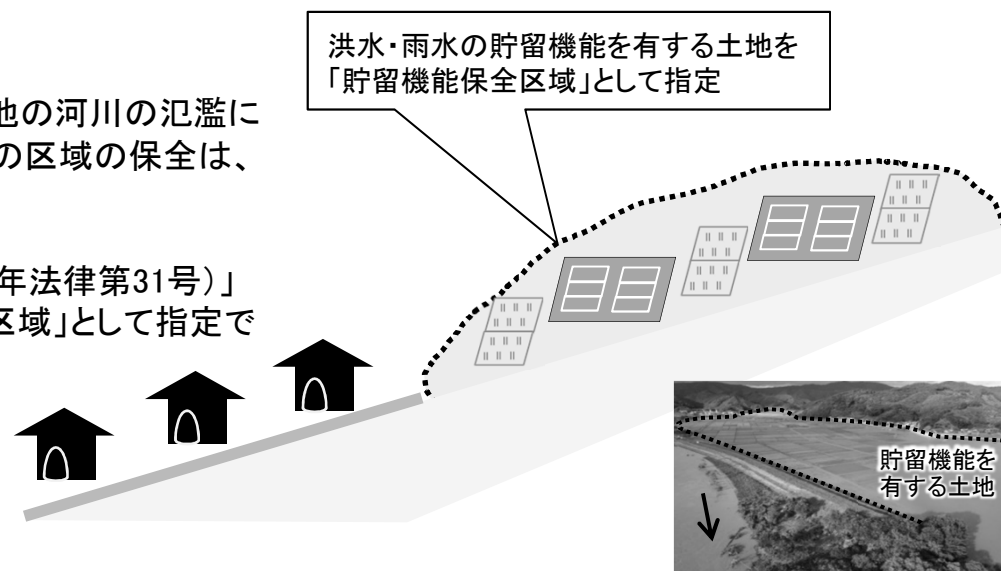 洪水・雨水の貯留機能を有する土地を
「貯留機能保全区域」として指定
他の河川の氾濫に
の区域の保全は、
年法律第31号）」
区域」として指定で
貯留機能を
有する土地